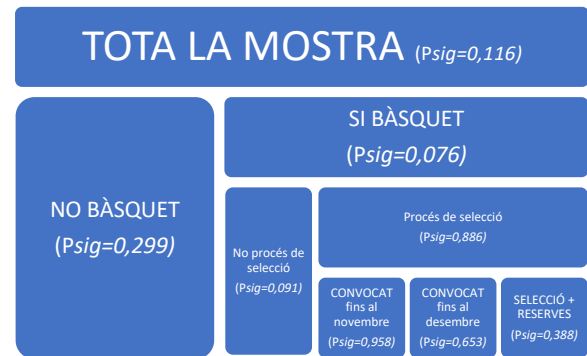 TOTA LA MOSTRA (Psig=0,116)
SI BÀSQUET
(Psig=0,076)
NO BÀSQUET
(Psig=0,299)
No procés de
selecció
(Psig=0,091)
Procés de selecció
(Psig=0,886)
CONVOCAT
fins al
novembre
(Psig=0,958)
CONVOCAT
fins al
desembre
(Psig=0,653)
SELECCIÓ +
RESERVES
(Psig=0,388)